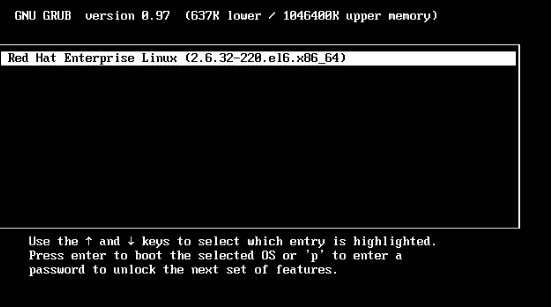 GNU GRUB  version 0.97  (637K lower / 1046400K upper memory)
Red Hat Enterprise Linux (2.6.32-220.el6.x86_64)
Use the ↑ and ↓ keys to select which entry is highlighted.
Press enter to boot the selected OS or 'p' to enter a
password to unlock the next set of features.